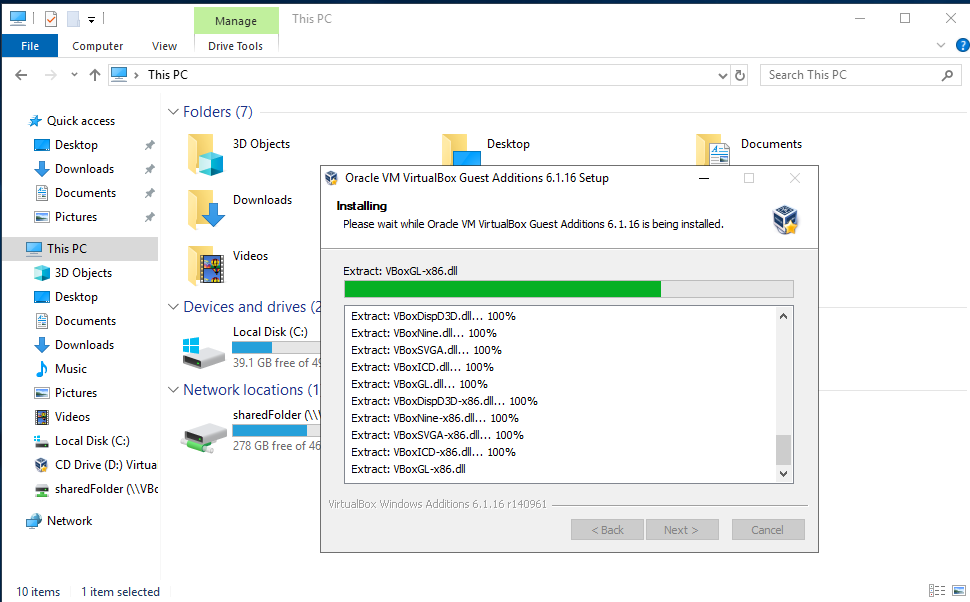 Manage
This PC
File
Computer
View
Drive Tools
This PC
Search This PC
Quick access
Desktop
Downloads
Documents
Pictures
This PC
3D Objects
Desktop
Documents
Downloads
Music
Pictures
Videos
Local Disk (C:)
CD Drive (D:) Virtua
sharedFolder (\\VBo
Network
Folders (7)
3D Objects
Desktop
Documents
Downloads
Videos
Devices and drives (2
Local Disk (C:)
39.1 GB free of 49
Network locations (1
sharedFolder (\\V
278 GB free of 46
Oracle VM VirtualBox Guest Additions 6.1.16 Setup
Installing
Please wait while Oracle VM VirtualBox Guest Additions 6.1.16 is being installed.
Extract: VBoxGL-x86.dll
Extract: VBoxDispD3D.dll... 100%
Extract: VBoxNine.dll... 100%
Extract: VBoxSVGA.dll... 100%
Extract: VBoxICD.dll... 100%
Extract: VBoxGL.dll... 100%
Extract: VBoxDispD3D-x86.dll... 100%
Extract: VBoxNine-x86.dll... 100%
Extract: VBoxSVGA-x86.dll... 100%
Extract: VBoxICD-x86.dll... 100%
Extract: VBoxGL-x86.dll
VirtualBox Windows Additions 6.1.16 r140961
< Back
Next >
Cancel
10 items
1 item selected